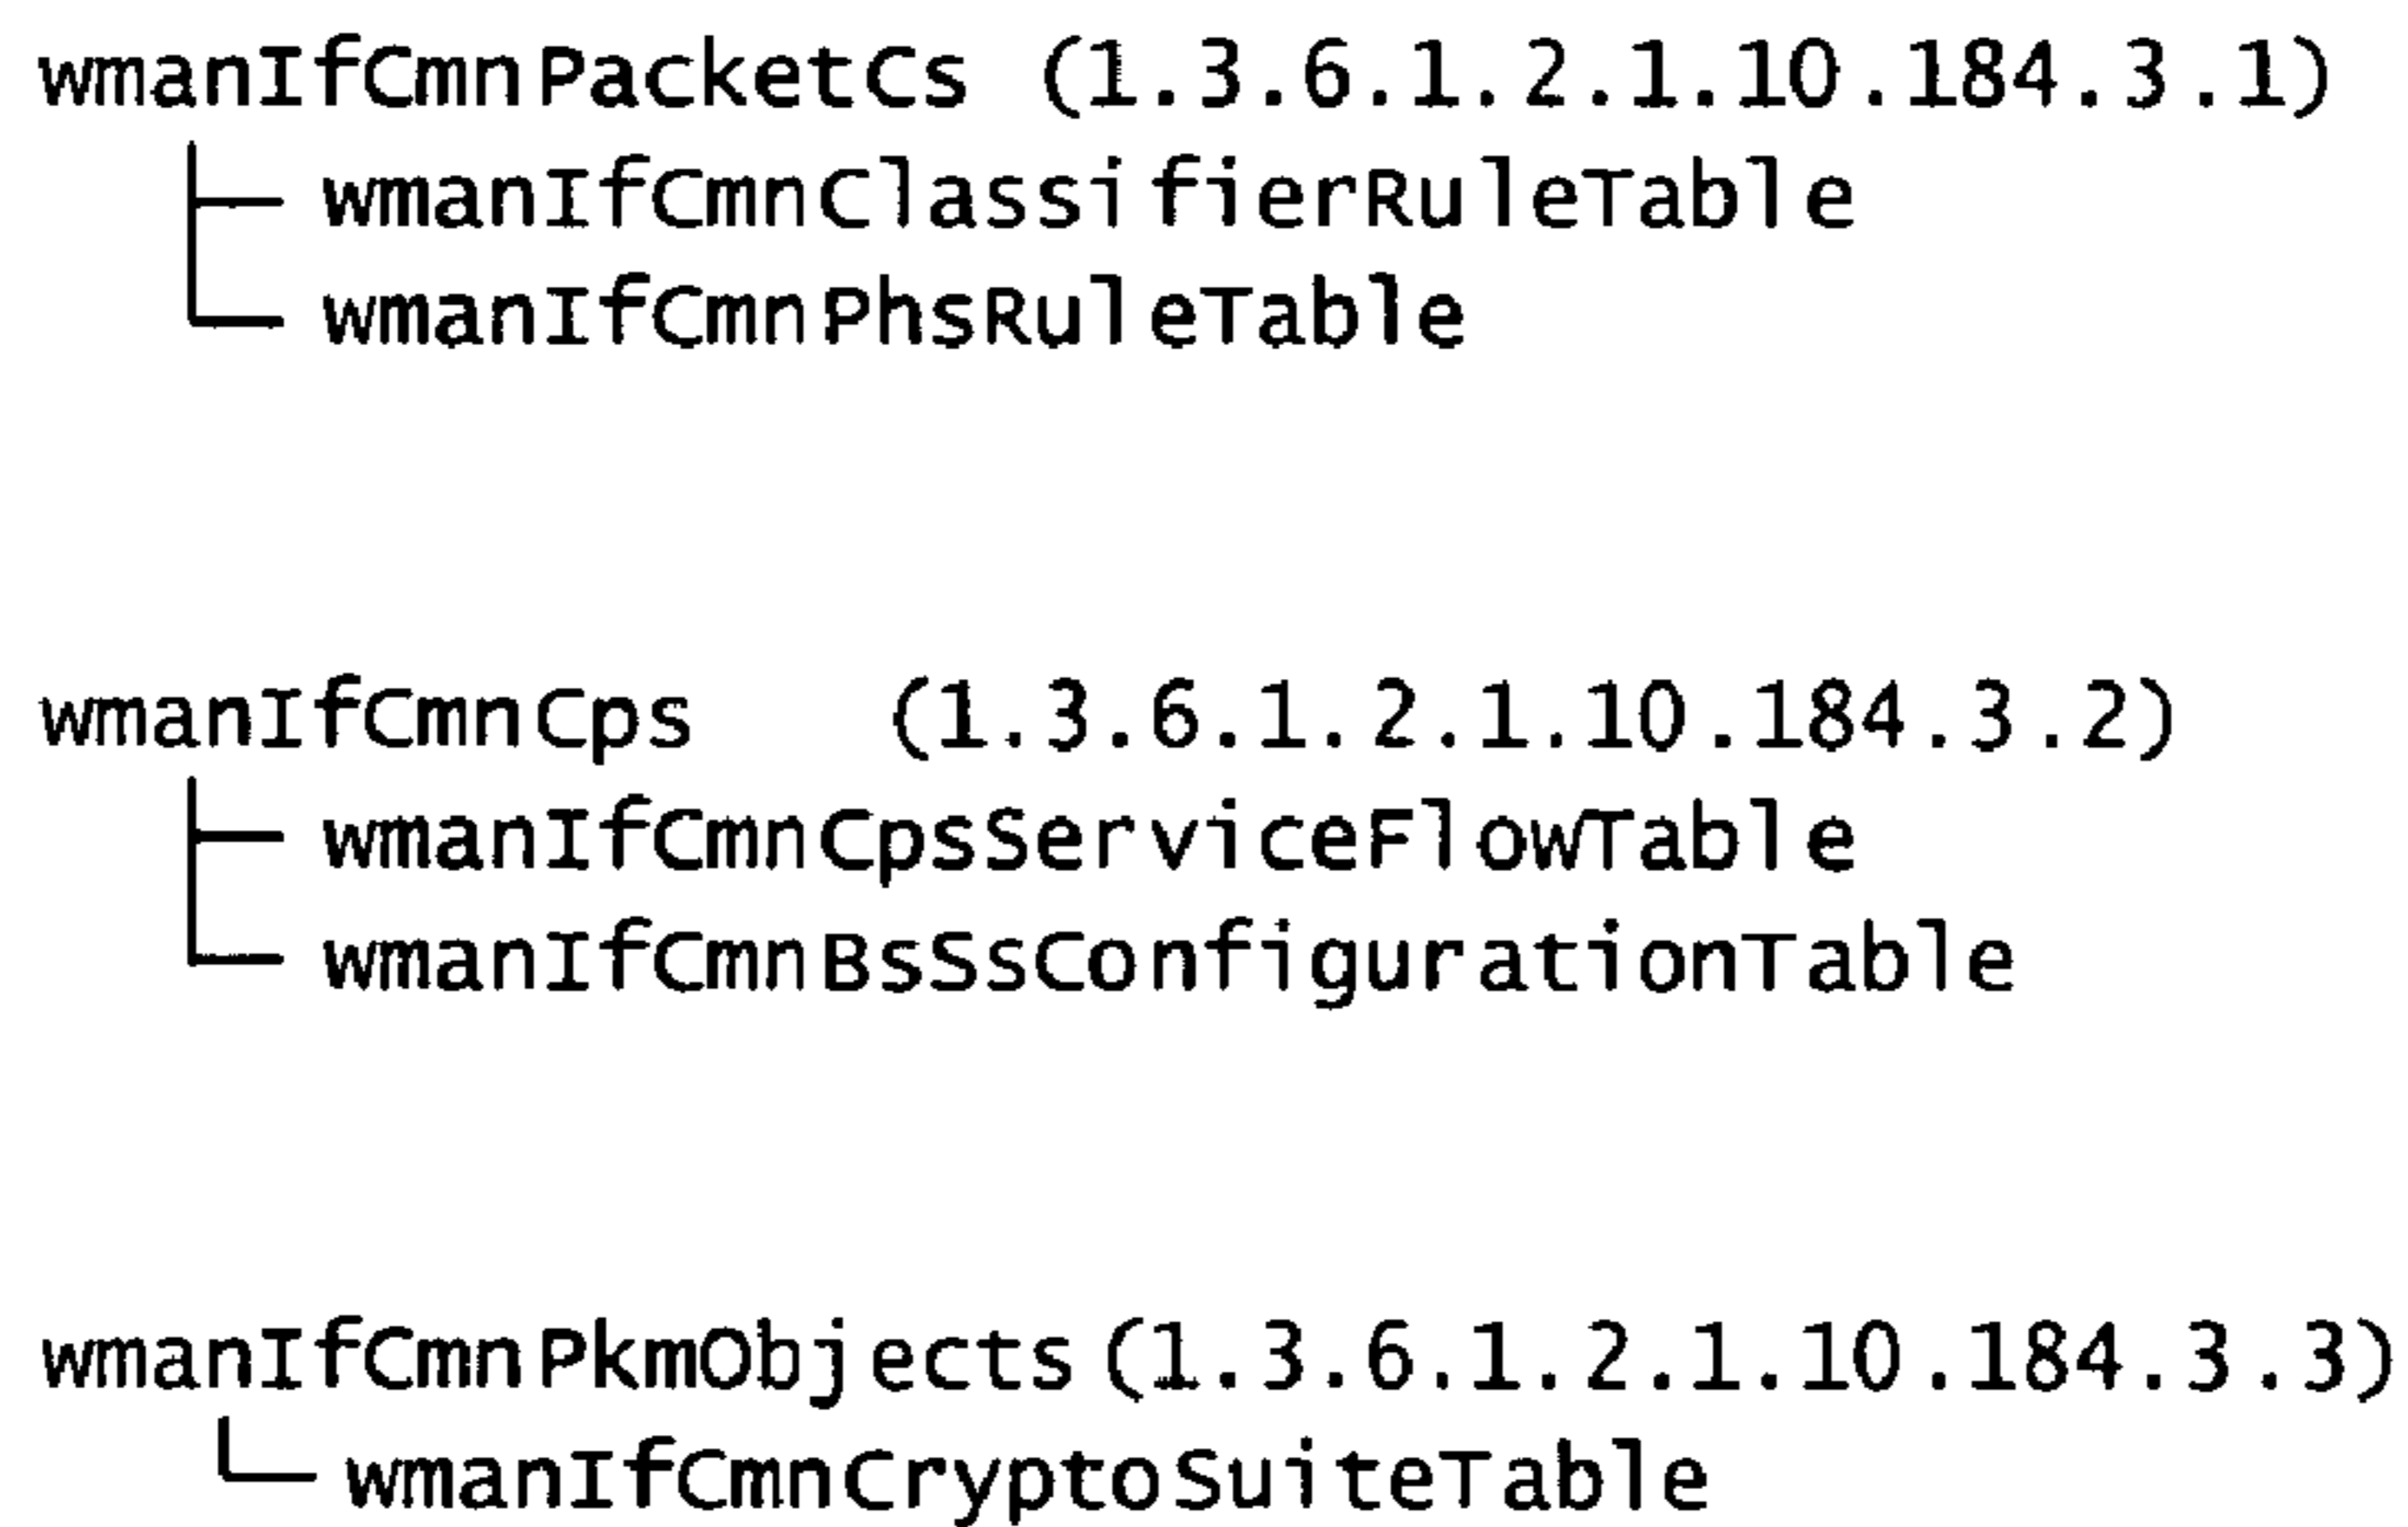 wmanIfCmnPacketCs (1.3.6.1.2.1.10.184.3.1)
wmanIfCmnClassifierRuleTable
wmanIfCmnPhsRuleTable
wmanIfCmnCps (1.3.6.1.2.1.10.184.3.2)
wmanIfCmnCpsServiceFlowTable
wmanIfCmnBsSsConfigurationTable
wmanIfCmnPkmObjects (1.3.6.1.2.1.10.184.3.3)
wmanIfCmnCryptoSuiteTable